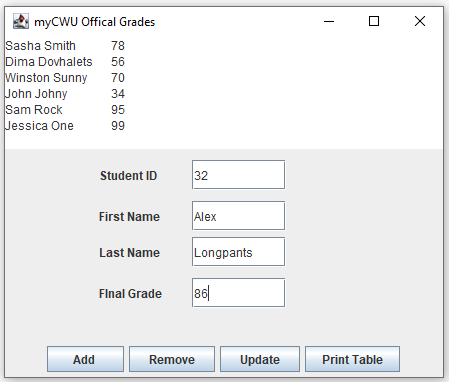 myCWU Offical Grades
Sasha Smith 78
Dima Dovhalets 56
Winston Sunny 70
John Johny 34
Sam Rock 95
Jessica One 99
Student ID 32
First Name Alex
Last Name Longpants
FInal Grade 86
Add Remove Update Print Table